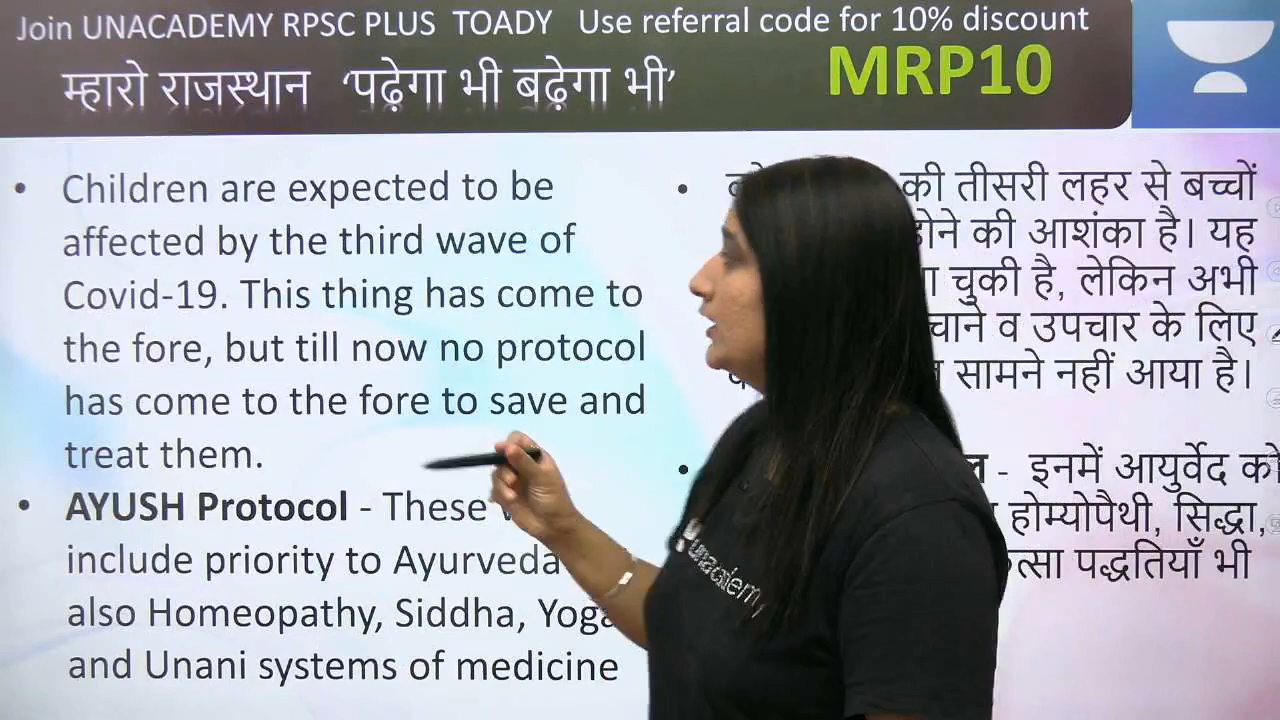 Join UNACADEMY RPSC PLUS TOADY Use referral code for 10% discount
म्हारो राजस्थान ‘पढ़ेगा भी बढ़ेगा भी’
MRP10
• Children are expected to be
affected by the third wave of
Covid-19. This thing has come to
the fore, but till now no protocol
has come to the fore to save and
treat them.
• AYUSH Protocol - These
include priority to Ayurveda
also Homeopathy, Siddha, Yoga
and Unani systems of medicine
• की तीसरी लहर से बच्चों
होने की आशंका है। यह
चुकी है, लेकिन अभी
व उपचार के लिए
सामने नहीं आया है।
• - इनमें आयुर्वेद को
होम्योपैथी, सिद्धा,
पद्धतियाँ भी
unacademy